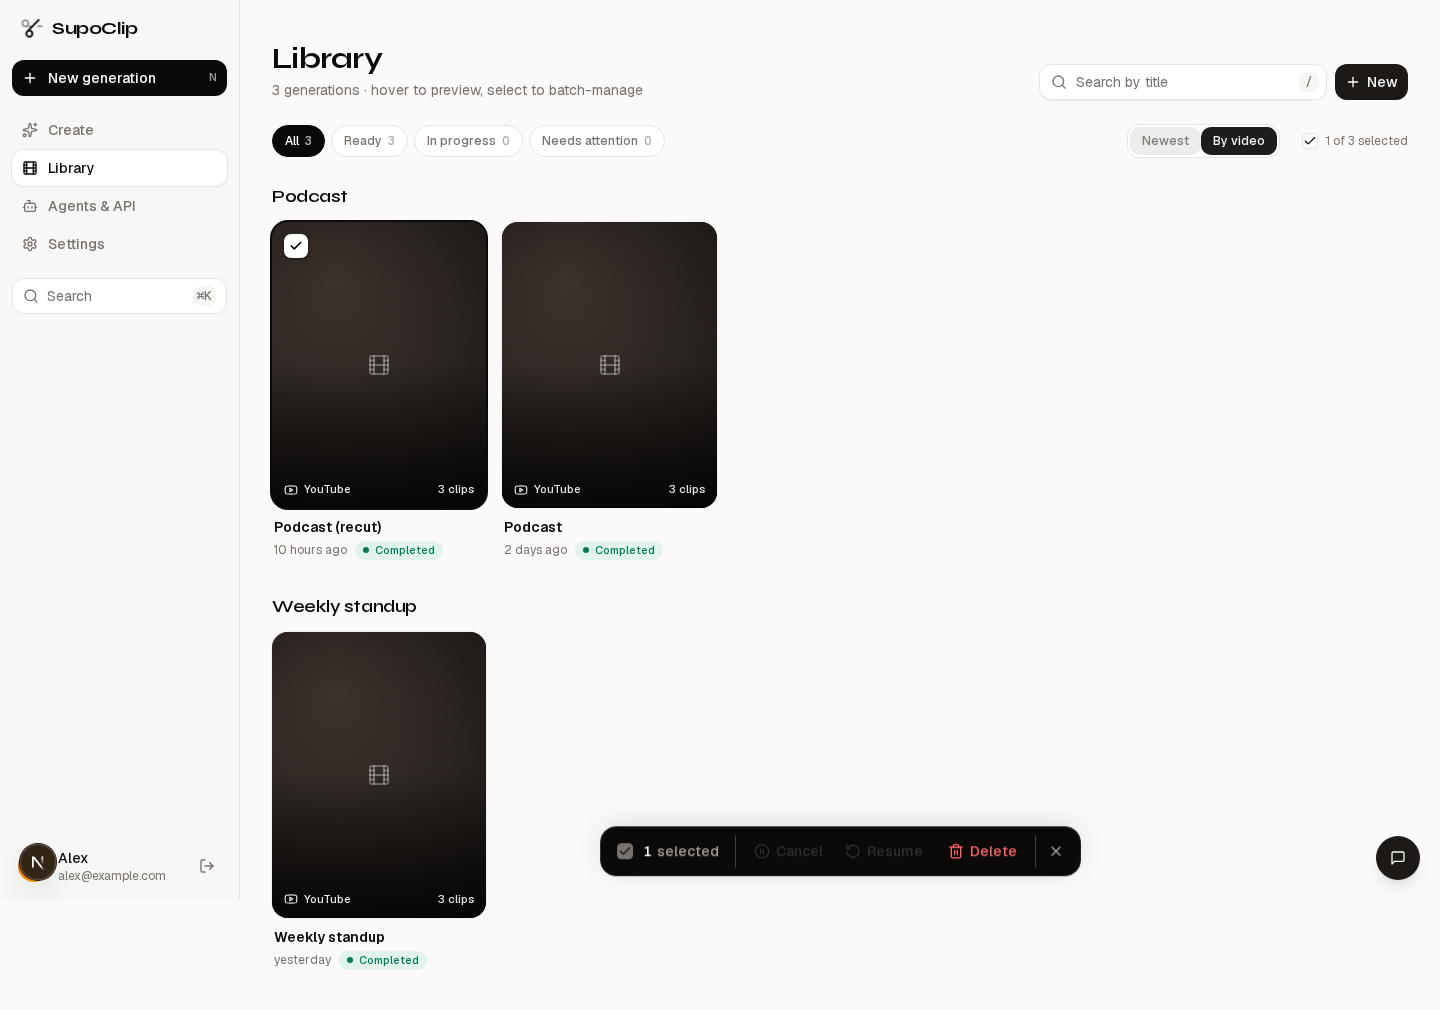 SupoClip
New generation N
Create
Library
Agents & API
Settings
Search ⌘K
Alex
alex@example.com
Library
3 generations · hover to preview, select to batch-manage
Search by title /
New
All 3
Ready 3
In progress 0
Needs attention 0
Newest
By video
1 of 3 selected
Podcast
YouTube 3 clips
Podcast (recut)
10 hours ago Completed
YouTube 3 clips
Podcast
2 days ago Completed
Weekly standup
YouTube 3 clips
Weekly standup
yesterday Completed
1 selected
Cancel
Resume
Delete
N